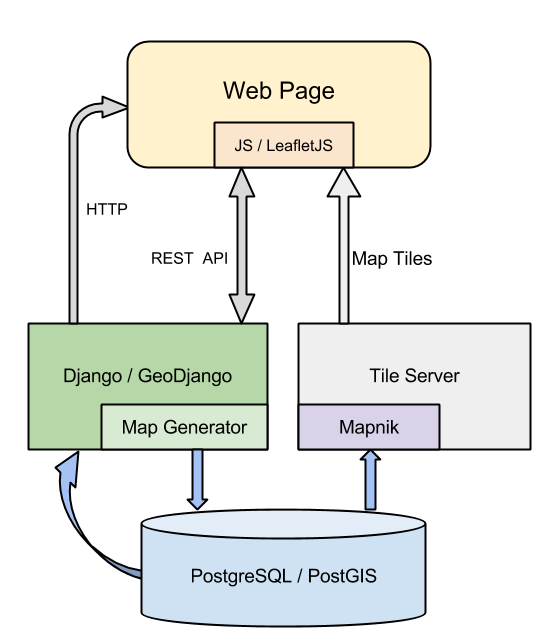 Web Page
JS / LeafletJS
HTTP
REST API
Map Tiles
Django / GeoDjango
Tile Server
Map Generator
Mapnik
PostgreSQL / PostGIS